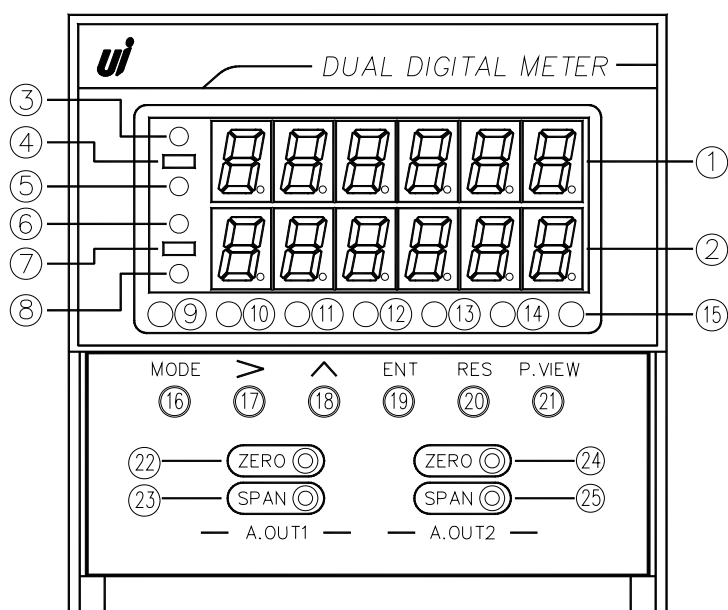 ui DUAL DIGITAL METER
③
④
⑤
①
⑥
⑦
②
⑧
⑨ ⑩ ⑪ ⑫ ⑬ ⑭ ⑮
MODE > ∧ ENT RES P.VIEW
⑯ ⑰ ⑱ ⑲ ⑳ ㉑
㉒ ZERO ZERO ㉔
㉓ SPAN SPAN ㉕
A.OUT1 A.OUT2